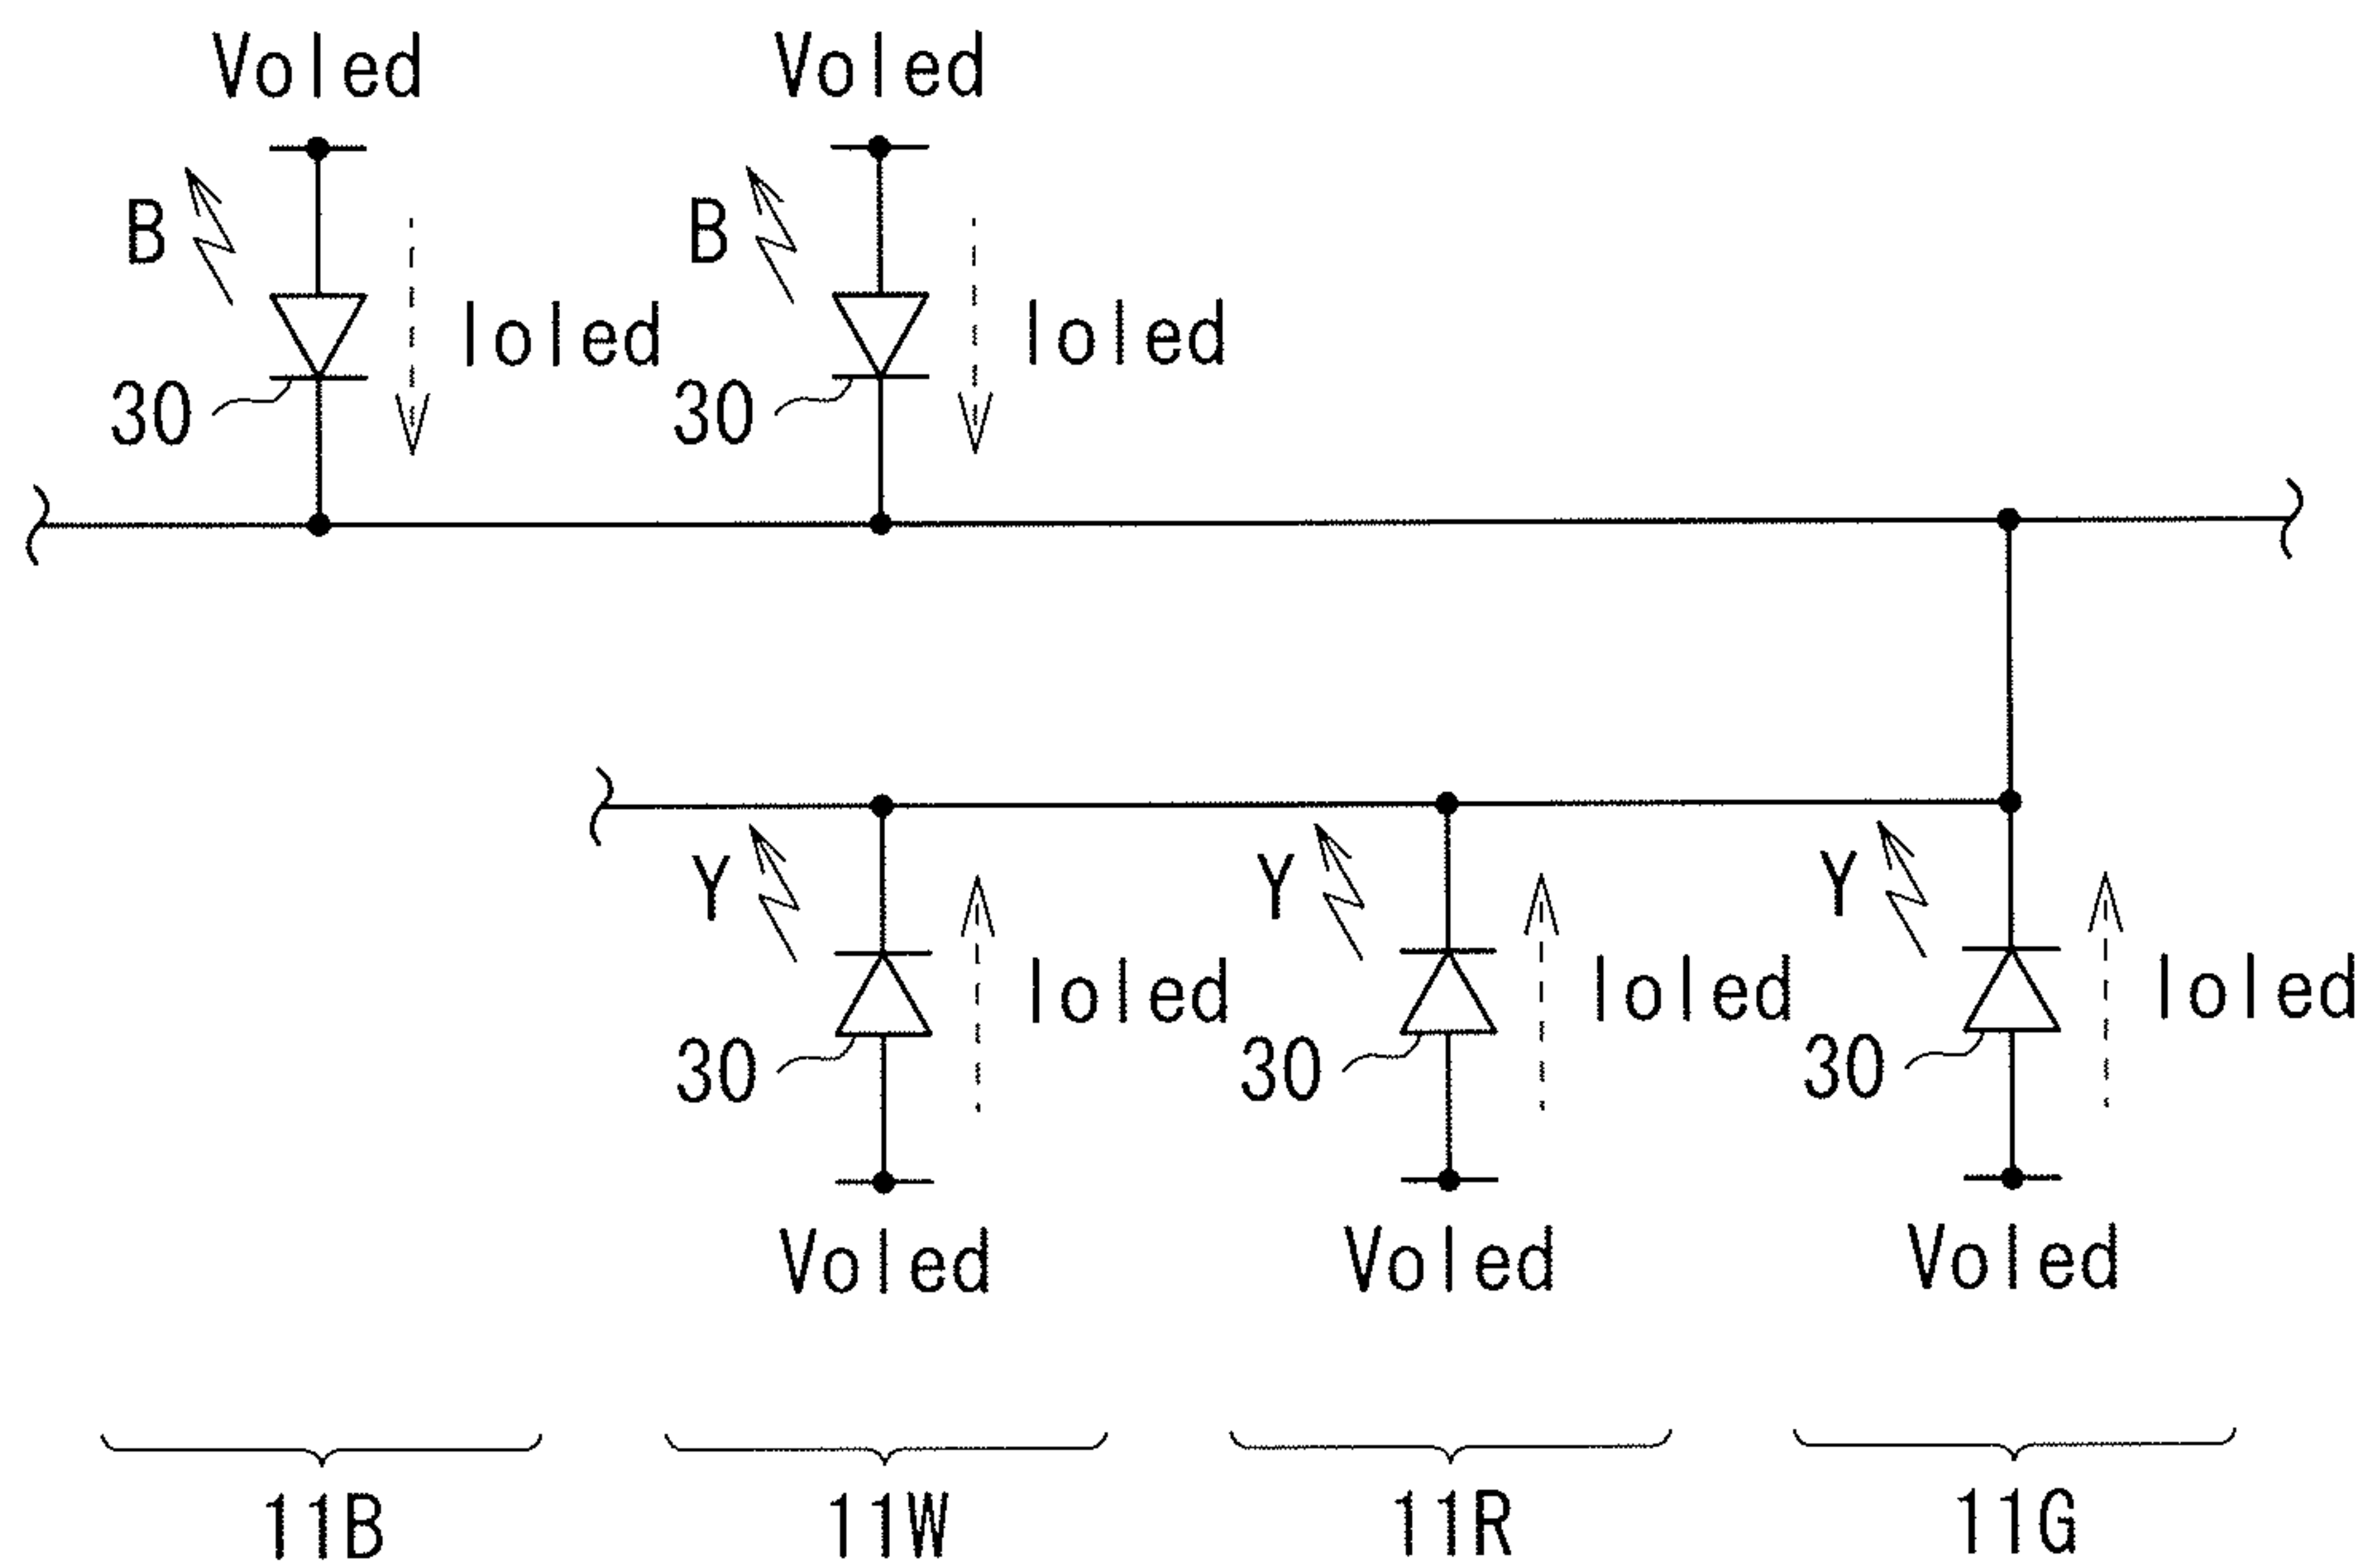 Voled Voled
B Ioled B Ioled
30 30
Y Ioled Y Ioled Y Ioled
30 30 30
Voled Voled Voled
11B 11W 11R 11G